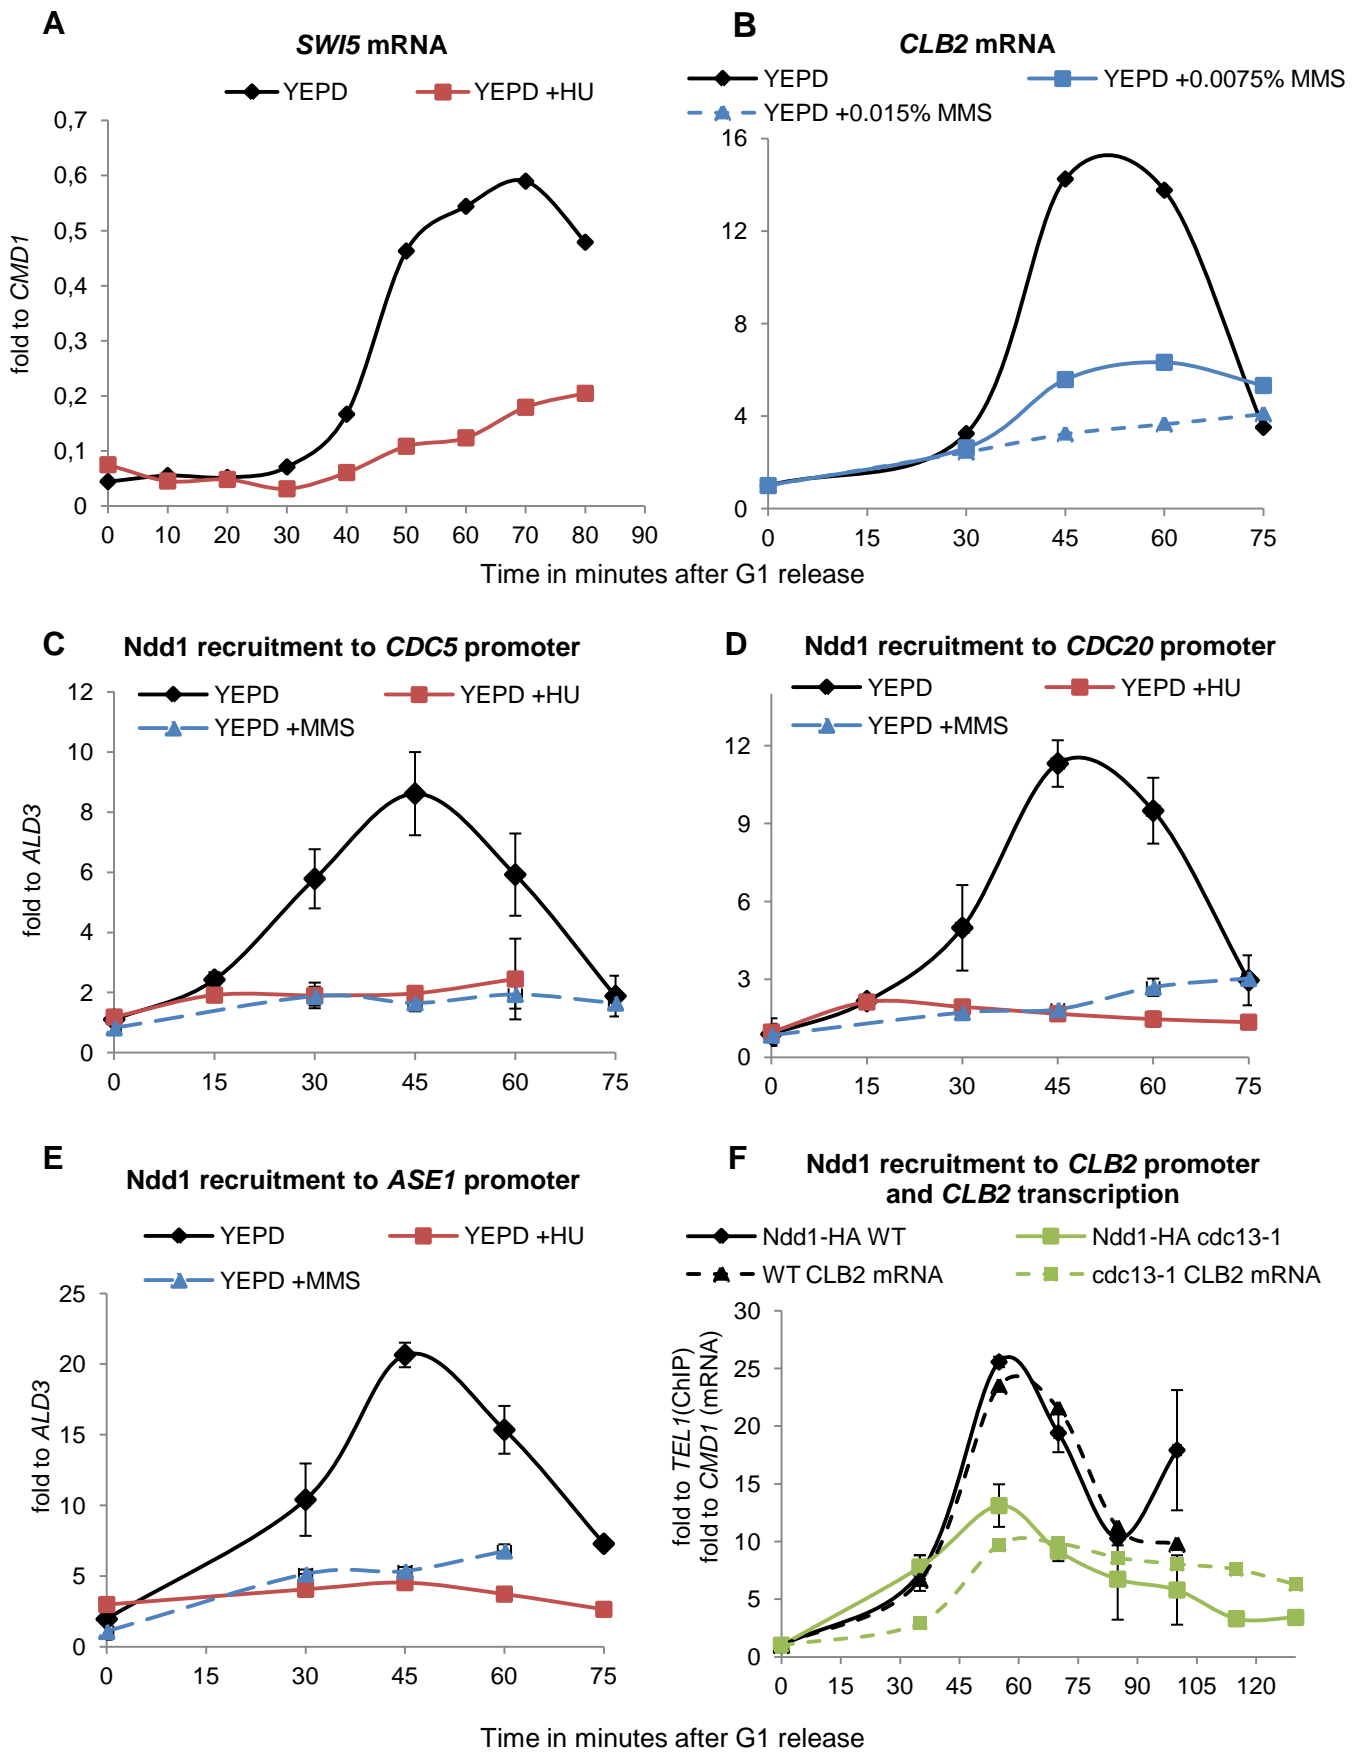 A
SWI5 mRNA
YEPD
YEPD +HU
0,7
0,6
0,5
0,4
0,3
0,2
0,1
0
fold to CMD1
0 10 20 30 40 50 60 70 80 90
B
CLB2 mRNA
YEPD
YEPD +0.0075% MMS
YEPD +0.015% MMS
16
12
8
4
0
0 15 30 45 60 75
Time in minutes after G1 release
C
Ndd1 recruitment to CDC5 promoter
YEPD
YEPD +HU
YEPD +MMS
12
10
8
6
4
2
0
fold to ALD3
0 15 30 45 60 75
D
Ndd1 recruitment to CDC20 promoter
YEPD
YEPD +HU
YEPD +MMS
12
9
6
3
0
0 15 30 45 60 75
E
Ndd1 recruitment to ASE1 promoter
YEPD
YEPD +HU
YEPD +MMS
25
20
15
10
5
0
fold to ALD3
0 15 30 45 60 75
F
Ndd1 recruitment to CLB2 promoter
and CLB2 transcription
Ndd1-HA WT
Ndd1-HA cdc13-1
WT CLB2 mRNA
cdc13-1 CLB2 mRNA
30
25
20
15
10
5
0
fold to TEL1(ChIP)
fold to CMD1 (mRNA)
0 15 30 45 60 75 90 105 120
Time in minutes after G1 release